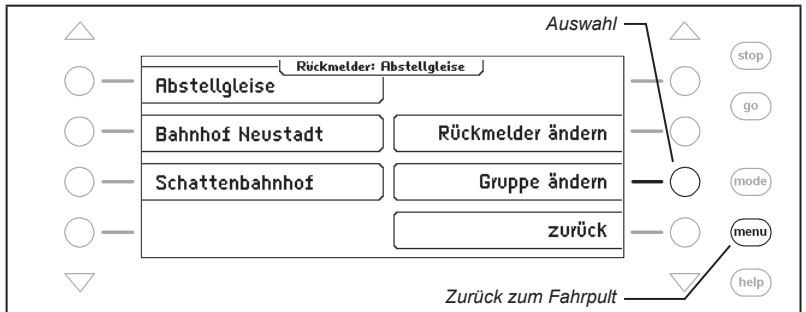 Auswahl
stop
Rückmelder: Abstellgleise
Abstellgleise
go
Bahnhof Neustadt
Rückmelder ändern
Schattenbahnhof
Gruppe ändern
mode
zurück
menu
help
Zurück zum Fahrpult